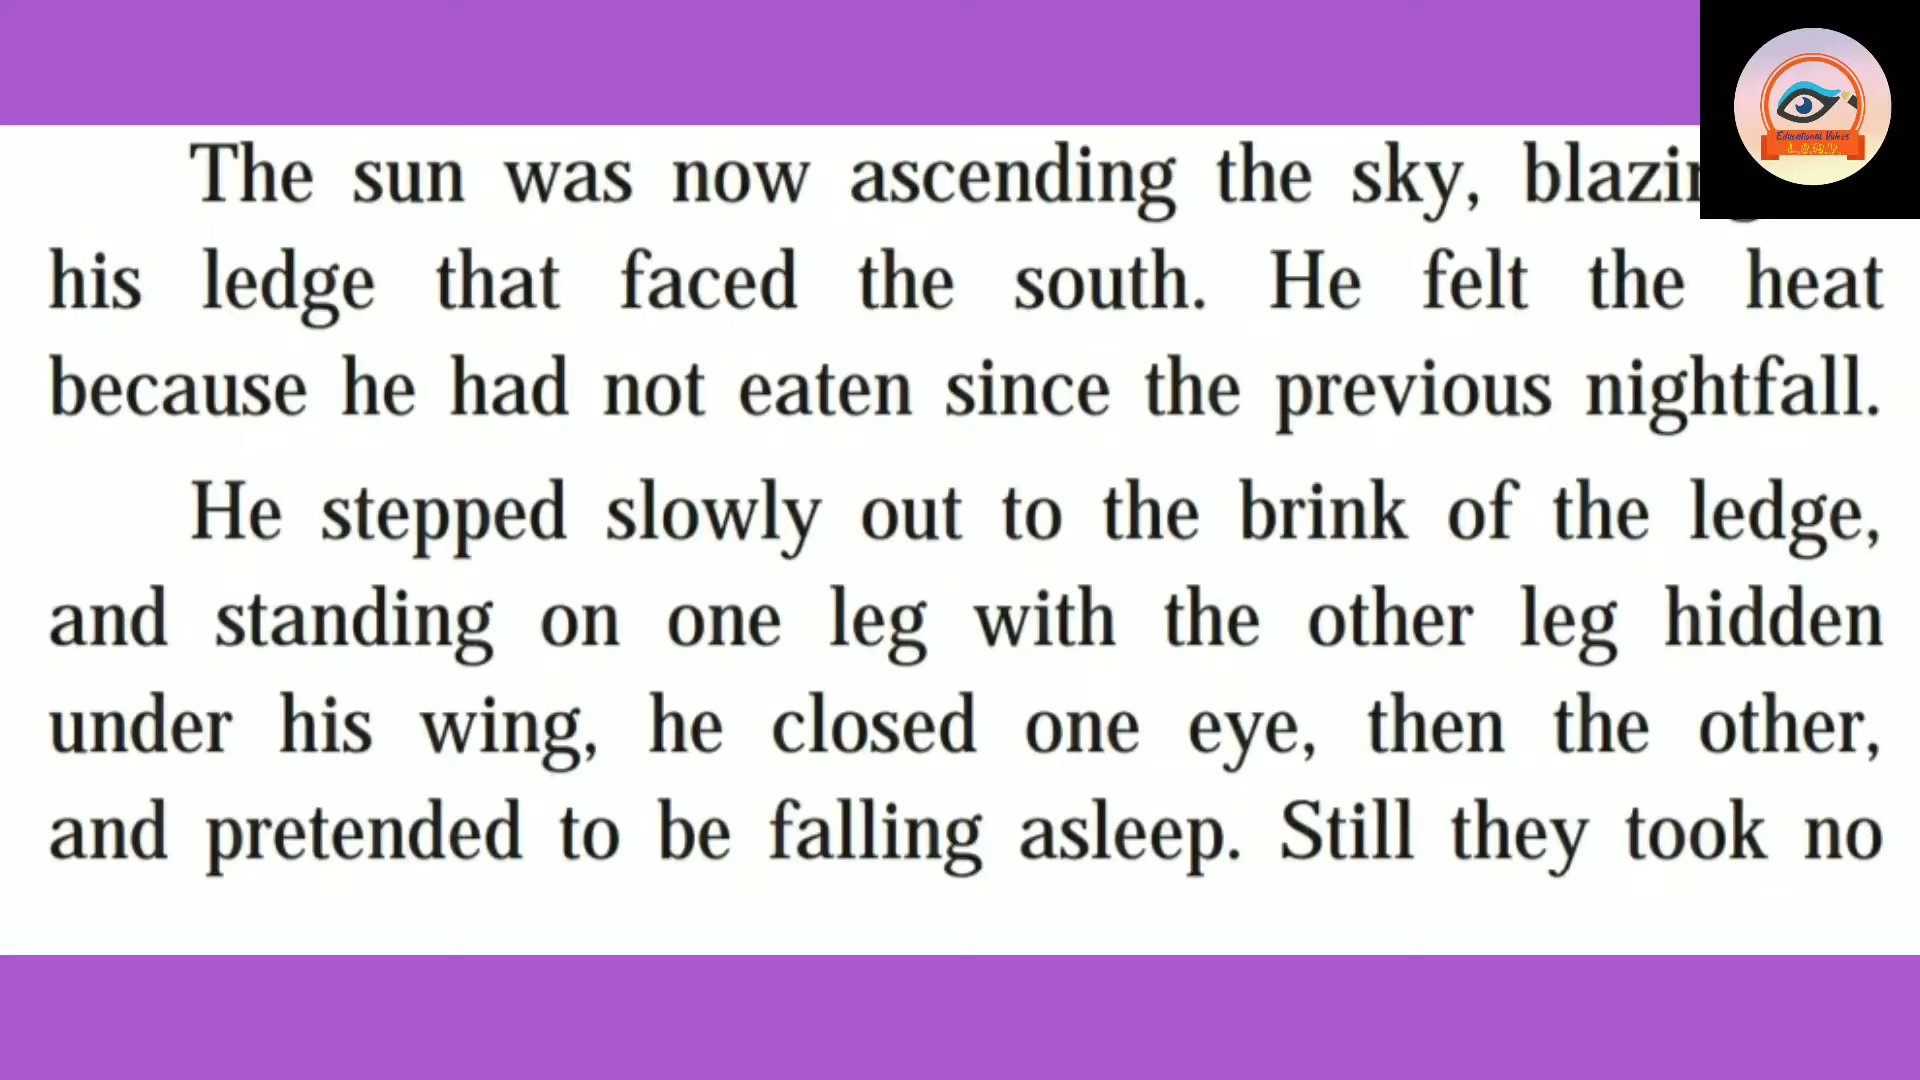 The sun was now ascending the sky, blazing
his ledge that faced the south. He felt the heat
because he had not eaten since the previous nightfall.
He stepped slowly out to the brink of the ledge,
and standing on one leg with the other leg hidden
under his wing, he closed one eye, then the other,
and pretended to be falling asleep. Still they took no
Educational Videos